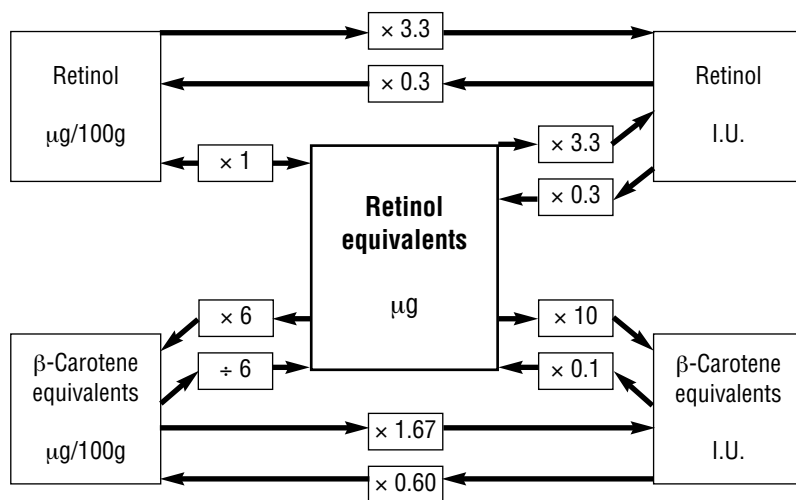 × 3.3
Retinol
μg/100g
× 0.3
Retinol
I.U.
× 1
× 3.3
× 0.3
Retinol
equivalents
μg
× 6
÷ 6
× 10
× 0.1
β-Carotene
equivalents
μg/100g
β-Carotene
equivalents
I.U.
× 1.67
× 0.60